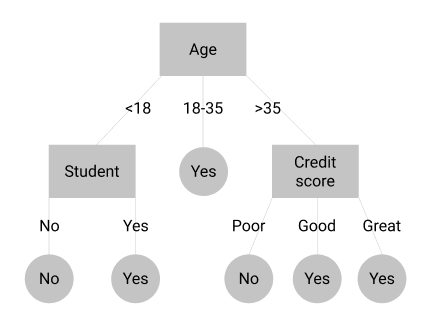 Age
<18
18-35
>35
Student
Yes
Credit
score
No
Yes
Poor
Good
Great
No
Yes
No
Yes
Yes